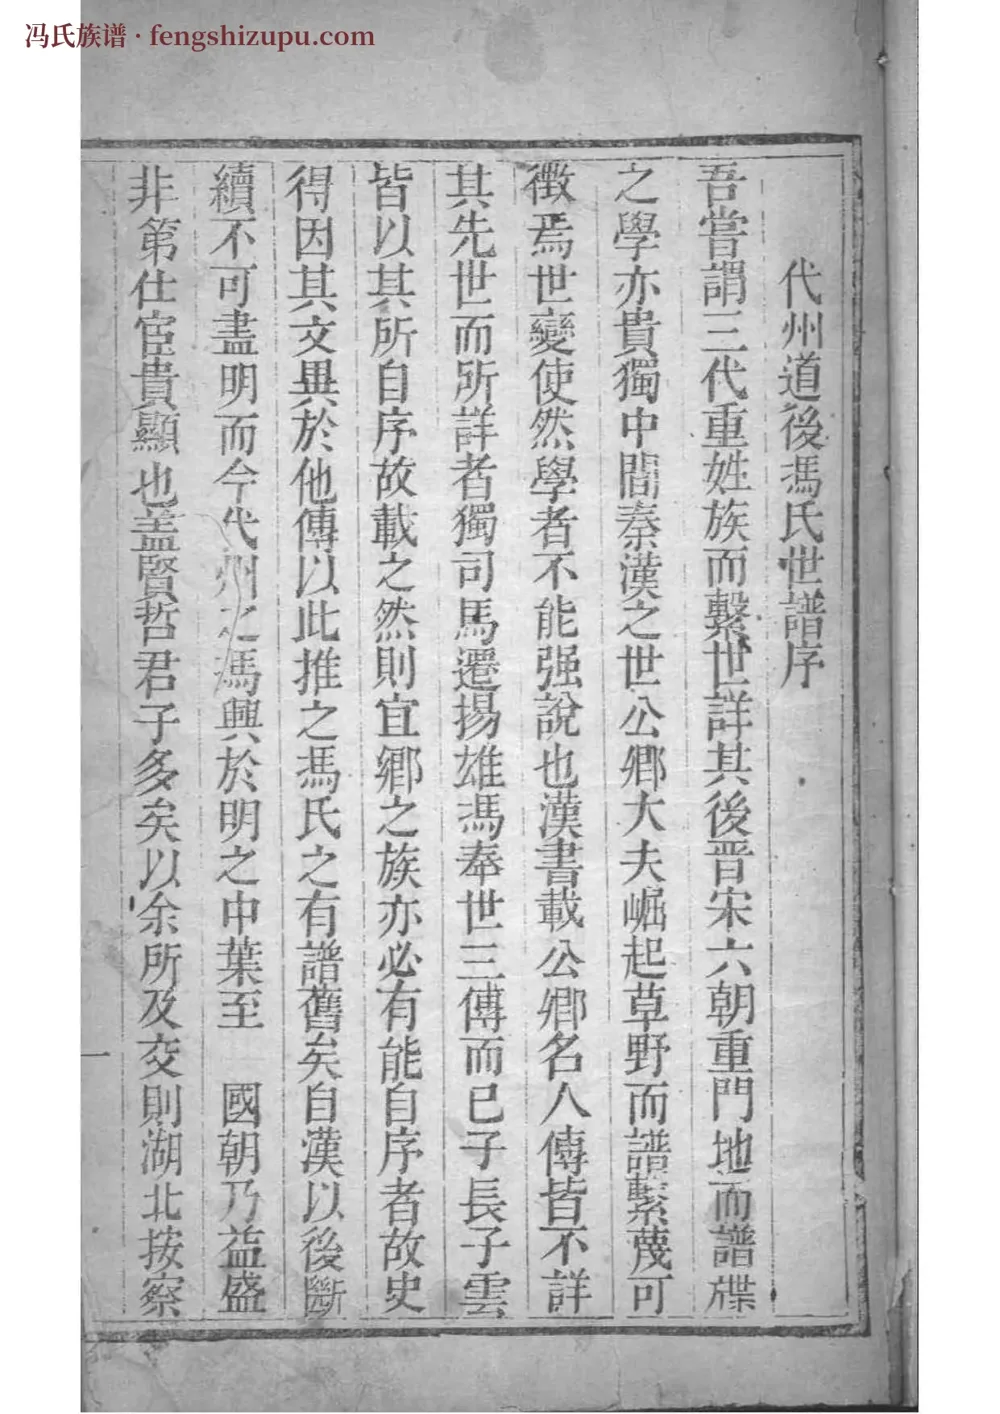 冯氏族谱 · fengshizupu.com
代州道後馮氏世譜序
吾嘗謂三代重姓族而繫世詳其後晉宋六朝重門地而譜牒
之學亦貴獨中間秦漢之世公卿大夫崛起草野而譜繫蔑可
徵焉世變使然學者不能强說也漢書載公卿名人傳皆不詳
其先世而所詳者獨司馬遷揚雄馮奉世三傳而已子長子雲
皆以其所自序故載之然則宜鄉之族亦必有能自序者故史
得因其文異於他傳以此推之馮氏之有譜舊矣自漢以後斷
續不可盡明而今代州之馮興於明之中葉至 國朝乃益盛
非第仕宦貴顯也盖賢哲君子多矣以余所及交則湖北按察
一